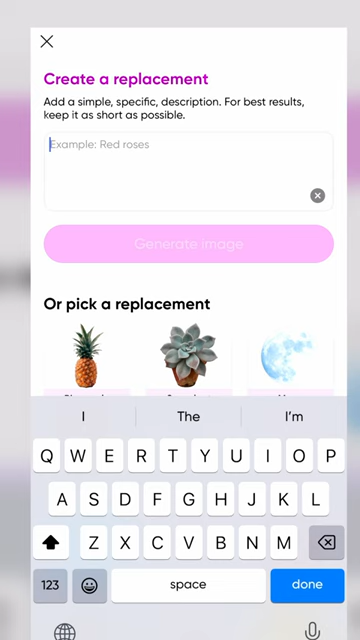 Create a replacement
Add a simple, specific, description. For best results,
keep it as short as possible.
Example: Red roses
Generate image
Or pick a replacement
I
The
I'm
Q W E R T Y U I O P
A S D F G H J K L
Z X C V B N M
123
space
done